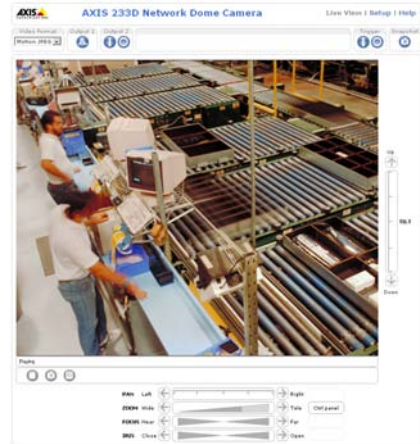 AXIS
AXIS 233D Network Dome Camera
Live View | Setup | Help
Video Format
Output 1
Output 2
Trigger
Snapshot
Motion JPEG
Up
Down
Playing
PAN Left Right
ZOOM Wide Tele Ctrl panel
FOCUS Near Far
IRIS Close Open